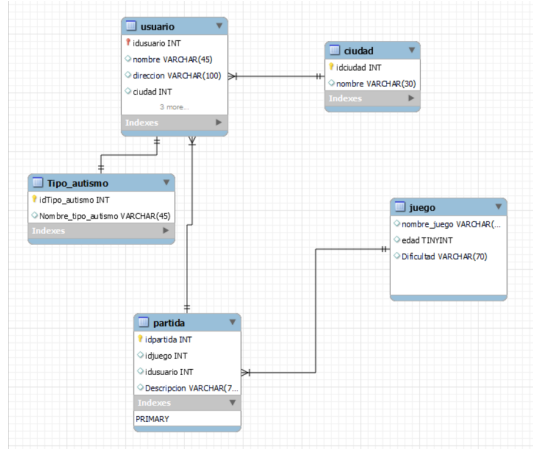 usuario
idusuario INT
nombre VARCHAR(45)
direccion VARCHAR(100)
ciudad INT
3 more...
Indexes
ciudad
idciudad INT
nombre VARCHAR(30)
Indexes
Tipo_autismo
idTipo_autismo INT
Nombre_tipo_autismo VARCHAR(45)
Indexes
juego
nombre_juego VARCHAR(...
edad TINYINT
Dificultad VARCHAR(70)
partida
idpartida INT
idjuego INT
idusuario INT
Descripcion VARCHAR(7...
Indexes
PRIMARY